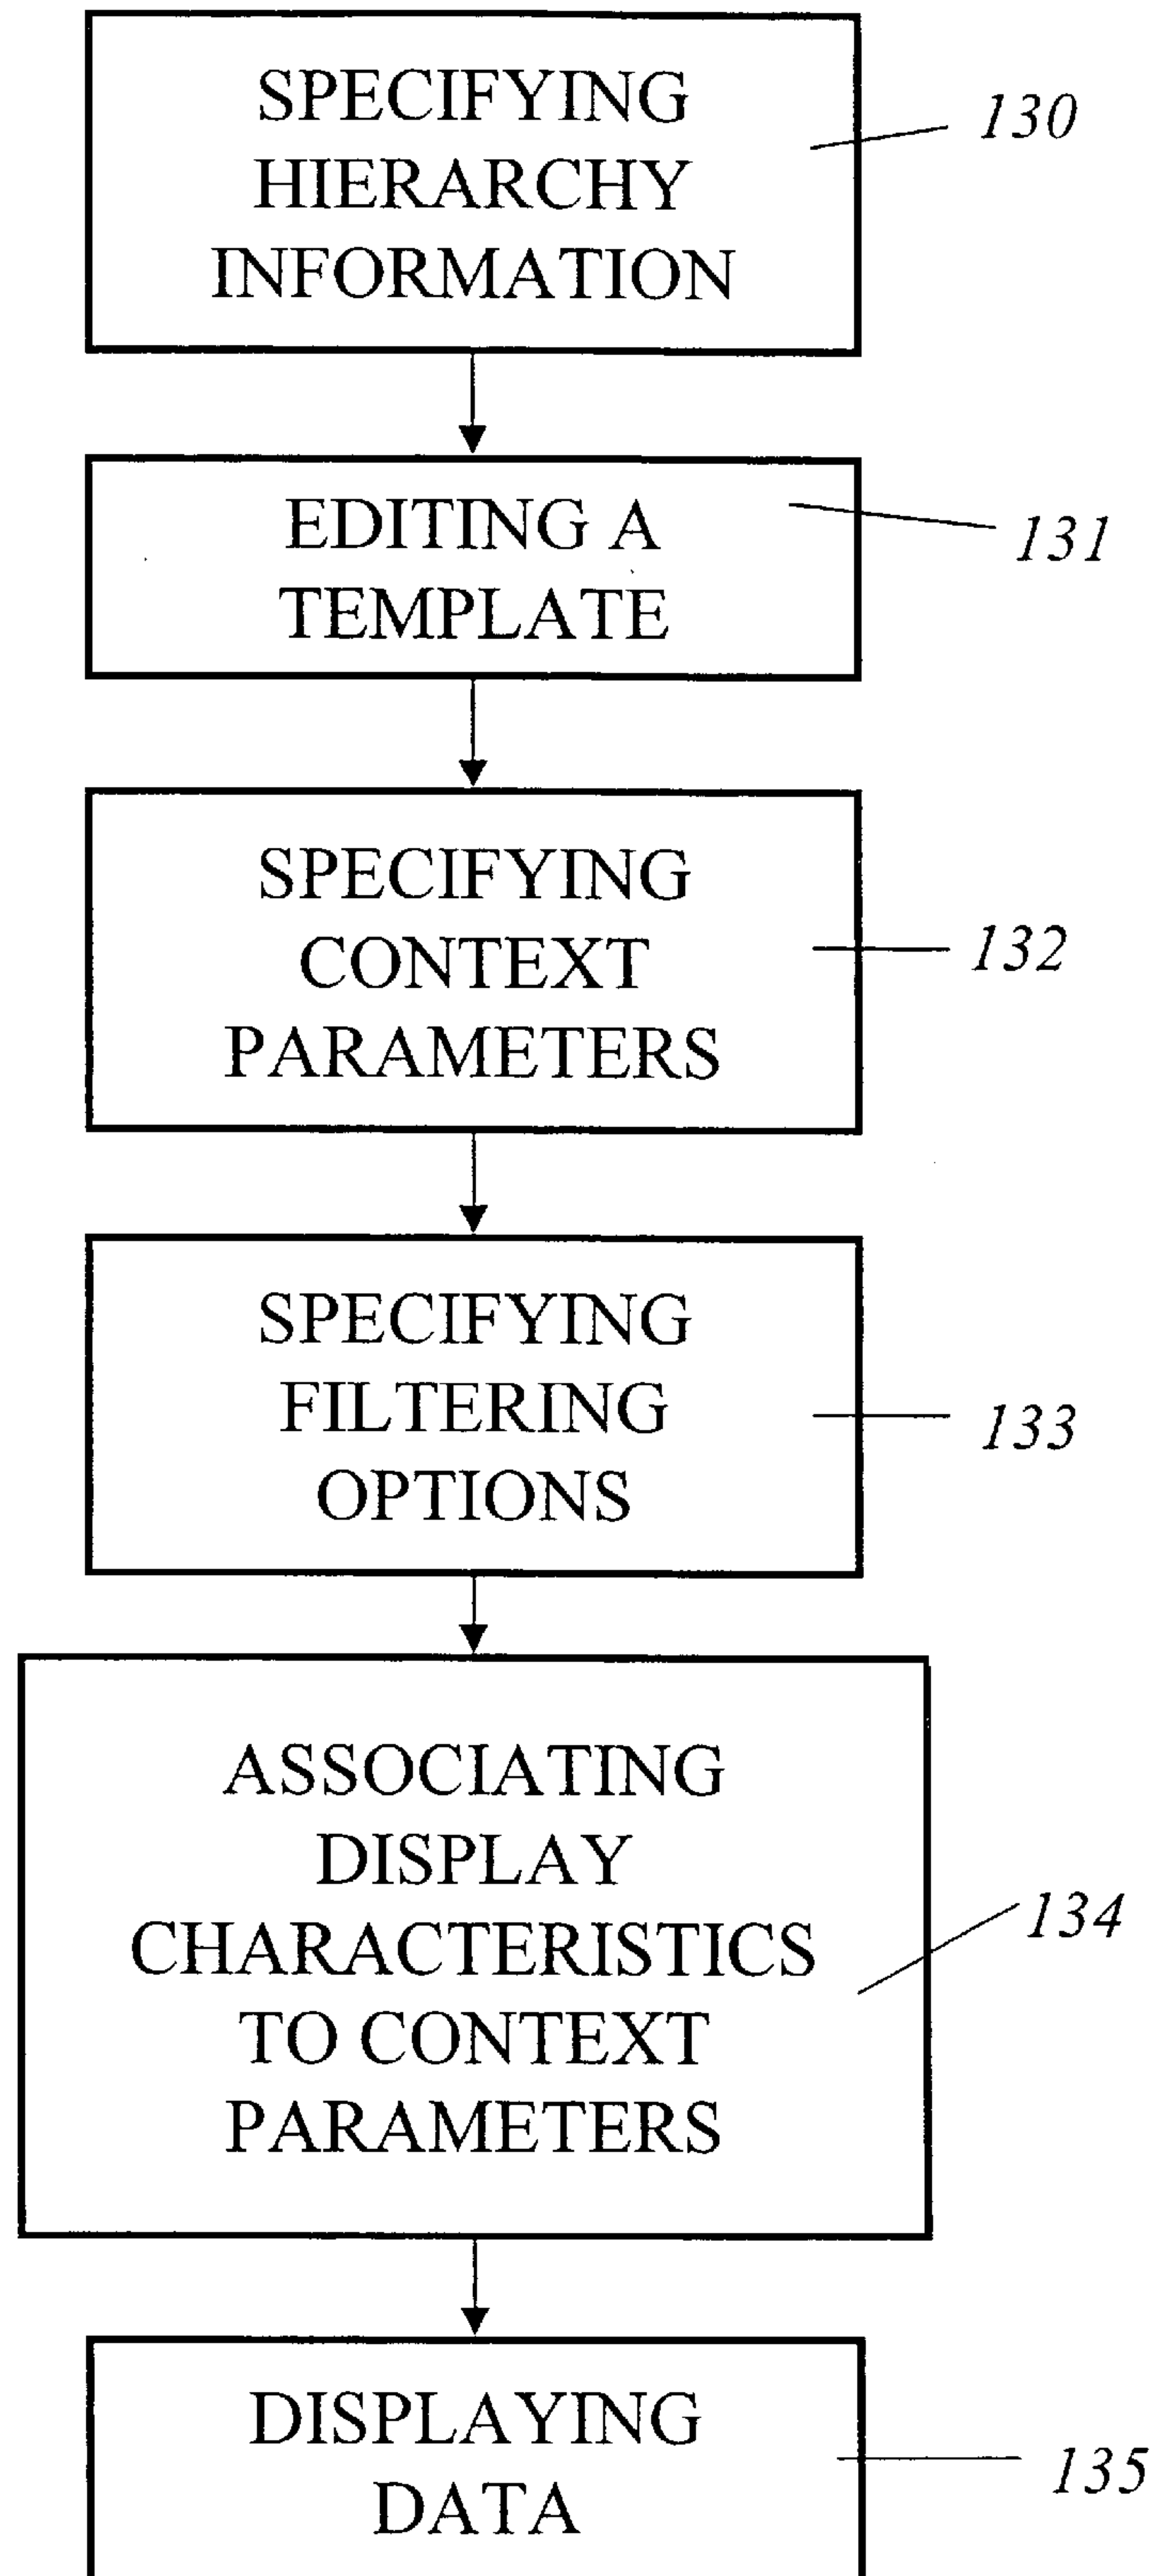 SPECIFYING
HIERARCHY
INFORMATION
130
EDITING A
TEMPLATE
131
SPECIFYING
CONTEXT
PARAMETERS
132
SPECIFYING
FILTERING
OPTIONS
133
ASSOCIATING
DISPLAY
CHARACTERISTICS
TO CONTEXT
PARAMETERS
134
DISPLAYING
DATA
135